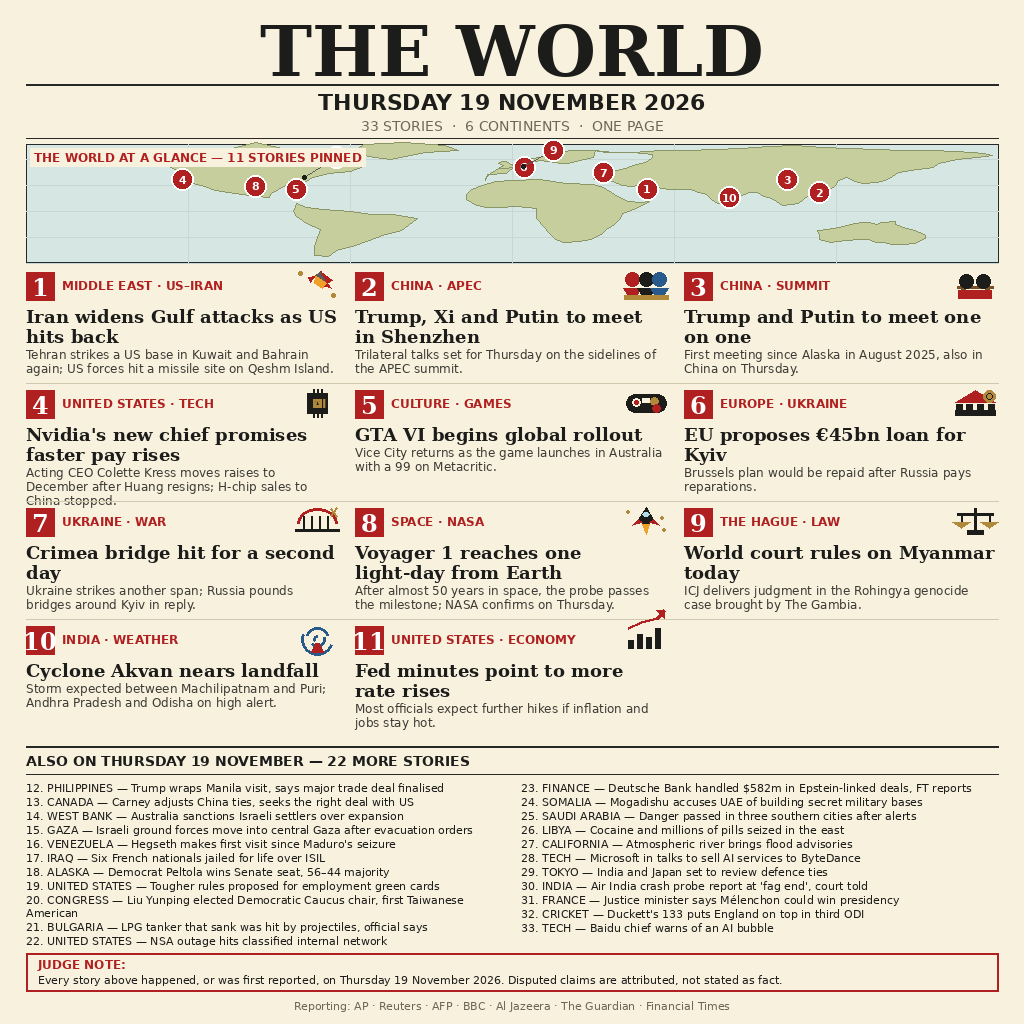 THE WORLD
THURSDAY 19 NOVEMBER 2026
33 STORIES · 6 CONTINENTS · ONE PAGE
THE WORLD AT A GLANCE — 11 STORIES PINNED
9
4
8
5
7
1
10
3
2
1 MIDDLE EAST · US–IRAN
Iran widens Gulf attacks as US
hits back
Tehran strikes a US base in Kuwait and Bahrain
again; US forces hit a missile site on Qeshm Island.
2 CHINA · APEC
Trump, Xi and Putin to meet
in Shenzhen
Trilateral talks set for Thursday on the sidelines of
the APEC summit.
3 CHINA · SUMMIT
Trump and Putin to meet one
on one
First meeting since Alaska in August 2025, also in
China on Thursday.
4 UNITED STATES · TECH
Nvidia's new chief promises
faster pay rises
Acting CEO Colette Kress moves raises to
December after Huang resigns; H-chip sales to
China stopped.
5 CULTURE · GAMES
GTA VI begins global rollout
Vice City returns as the game launches in Australia
with a 99 on Metacritic.
6 EUROPE · UKRAINE
EU proposes €45bn loan for
Kyiv
Brussels plan would be repaid after Russia pays
reparations.
7 UKRAINE · WAR
Crimea bridge hit for a second
day
Ukraine strikes another span; Russia pounds
bridges around Kyiv in reply.
8 SPACE · NASA
Voyager 1 reaches one
light-day from Earth
After almost 50 years in space, the probe passes
the milestone; NASA confirms on Thursday.
9 THE HAGUE · LAW
World court rules on Myanmar
today
ICJ delivers judgment in the Rohingya genocide
case brought by The Gambia.
10 INDIA · WEATHER
Cyclone Akvan nears landfall
Storm expected between Machilipatnam and Puri;
Andhra Pradesh and Odisha on high alert.
11 UNITED STATES · ECONOMY
Fed minutes point to more
rate rises
Most officials expect further hikes if inflation and
jobs stay hot.
ALSO ON THURSDAY 19 NOVEMBER — 22 MORE STORIES
12. PHILIPPINES — Trump wraps Manila visit, says major trade deal finalised
13. CANADA — Carney adjusts China ties, seeks the right deal with US
14. WEST BANK — Australia sanctions Israeli settlers over expansion
15. GAZA — Israeli ground forces move into central Gaza after evacuation orders
16. VENEZUELA — Hegseth makes first visit since Maduro's seizure
17. IRAQ — Six French nationals jailed for life over ISIL
18. ALASKA — Democrat Peltola wins Senate seat, 56–44 majority
19. UNITED STATES — Tougher rules proposed for employment green cards
20. CONGRESS — Liu Yunping elected Democratic Caucus chair, first Taiwanese
American
21. BULGARIA — LPG tanker that sank was hit by projectiles, official says
22. UNITED STATES — NSA outage hits classified internal network
23. FINANCE — Deutsche Bank handled $582m in Epstein-linked deals, FT reports
24. SOMALIA — Mogadishu accuses UAE of building secret military bases
25. SAUDI ARABIA — Danger passed in three southern cities after alerts
26. LIBYA — Cocaine and millions of pills seized in the east
27. CALIFORNIA — Atmospheric river brings flood advisories
28. TECH — Microsoft in talks to sell AI services to ByteDance
29. TOKYO — India and Japan set to review defence ties
30. INDIA — Air India crash probe report at 'fag end', court told
31. FRANCE — Justice minister says Mélenchon could win presidency
32. CRICKET — Duckett's 133 puts England on top in third ODI
33. TECH — Baidu chief warns of an AI bubble
JUDGE NOTE:
Every story above happened, or was first reported, on Thursday 19 November 2026. Disputed claims are attributed, not stated as fact.
Reporting: AP · Reuters · AFP · BBC · Al Jazeera · The Guardian · Financial Times